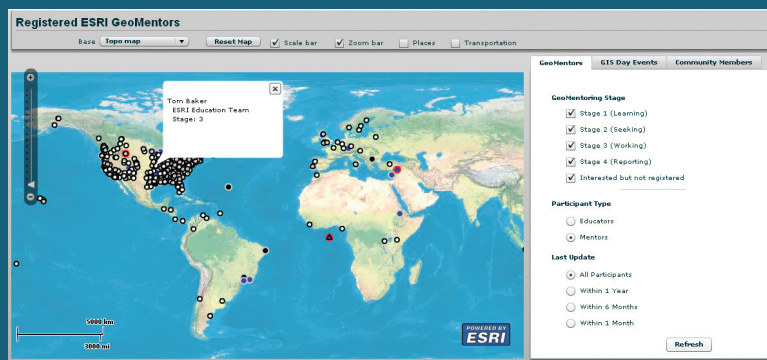 Registered ESRI GeoMentors
Base Topo map Reset Map Scale bar Zoom bar Places Transportation
GeoMentors GIS Day Events Community Members
Tom Baker
ESRI Education Team
Stage: 3
GeoMentoring Stage
Stage 1 (Learning)
Stage 2 (Seeking)
Stage 3 (Working)
Stage 4 (Reporting)
Interested but not registered
Participant Type
Educators
Mentors
Last Update
All Participants
Within 1 Year
Within 6 Months
Within 1 Month
Refresh
5000 km
3000 mi
POWERED BY
ESRI